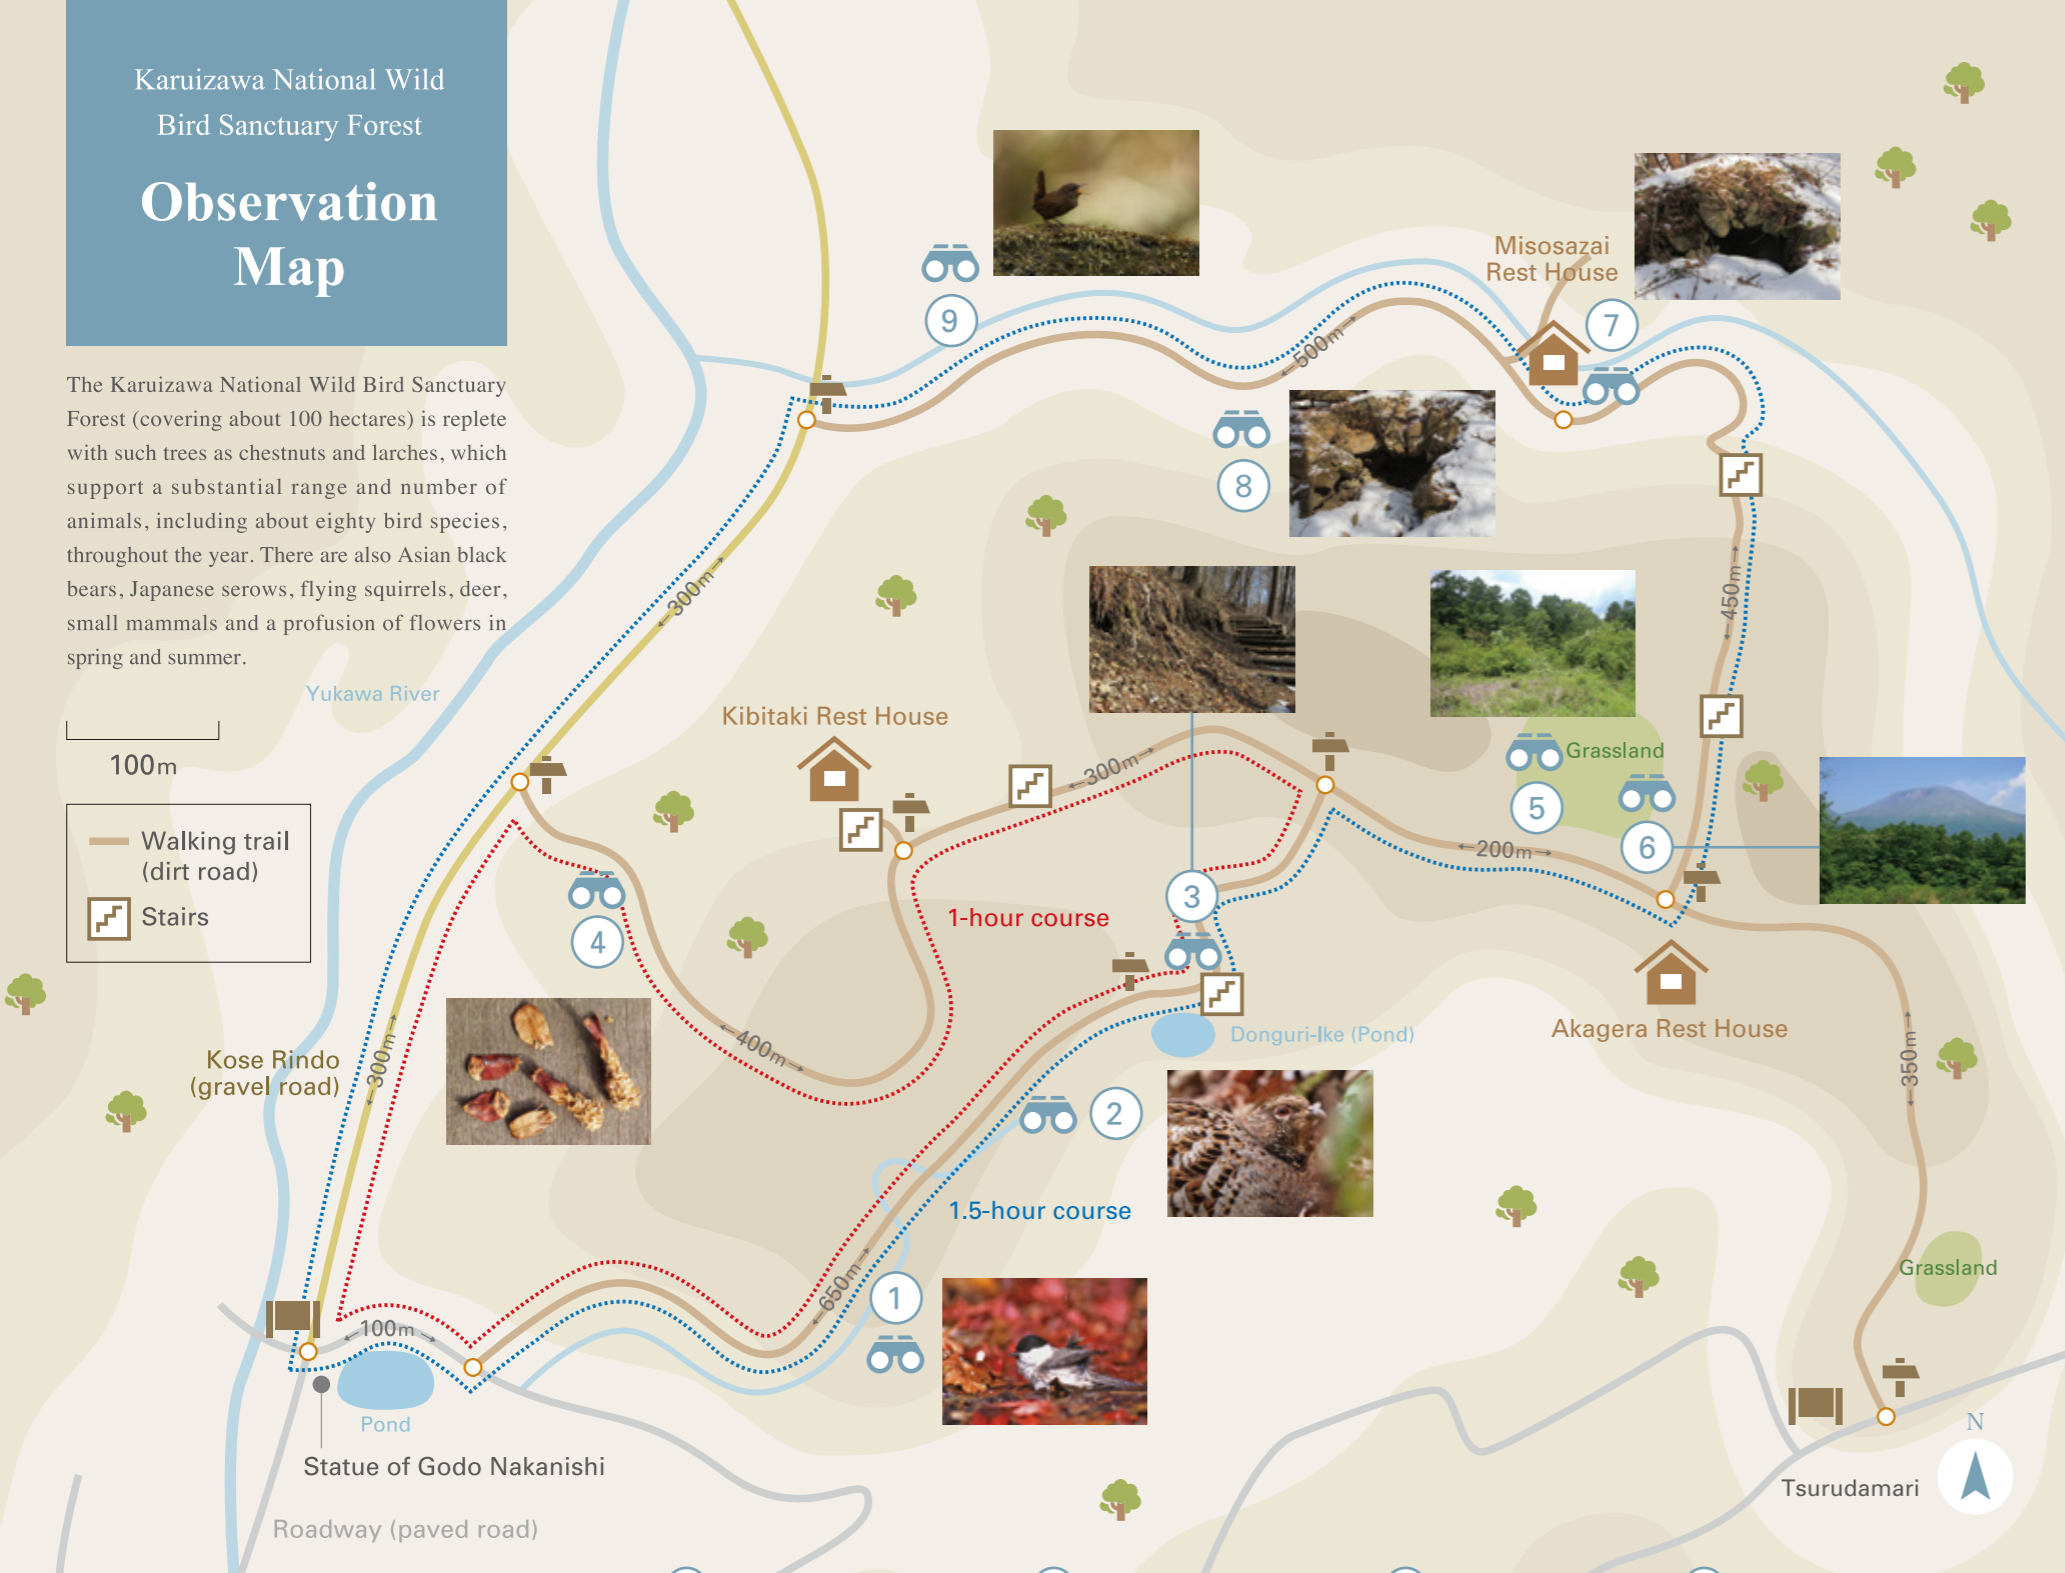 Karuizawa National Wild
Bird Sanctuary Forest
Observation
Map
The Karuizawa National Wild Bird Sanctuary
Forest (covering about 100 hectares) is replete
with such trees as chestnuts and larches, which
support a substantial range and number of
animals, including about eighty bird species,
throughout the year. There are also Asian black
bears, Japanese serows, flying squirrels, deer,
small mammals and a profusion of flowers in
spring and summer.
Yukawa River
100m
Walking trail
(dirt road)
Stairs
Misosazai
Rest House
7
9
500m
8
300m
450m
Kibitaki Rest House
300m
Grassland
5
6
200m
3
1-hour course
4
400m
Donguri-Ike (Pond)
Akagera Rest House
350m
Kose Rindo
(gravel road)
300m
2
1.5-hour course
650m
1
Grassland
100m
Pond
Statue of Godo Nakanishi
Roadway (paved road)
Tsurudamari
N